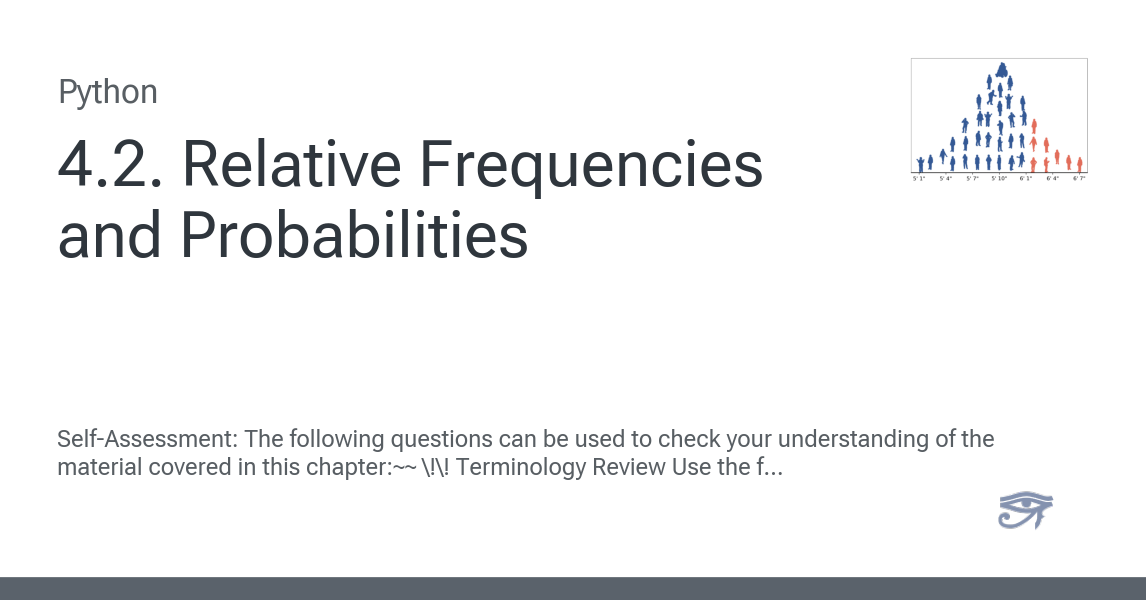 Python
4.2. Relative Frequencies
and Probabilities
5' 1" 5' 4" 5' 7" 5' 10" 6' 1" 6' 4" 6' 7"
Self-Assessment: The following questions can be used to check your understanding of the
material covered in this chapter:~~ \!\! Terminology Review Use the f...